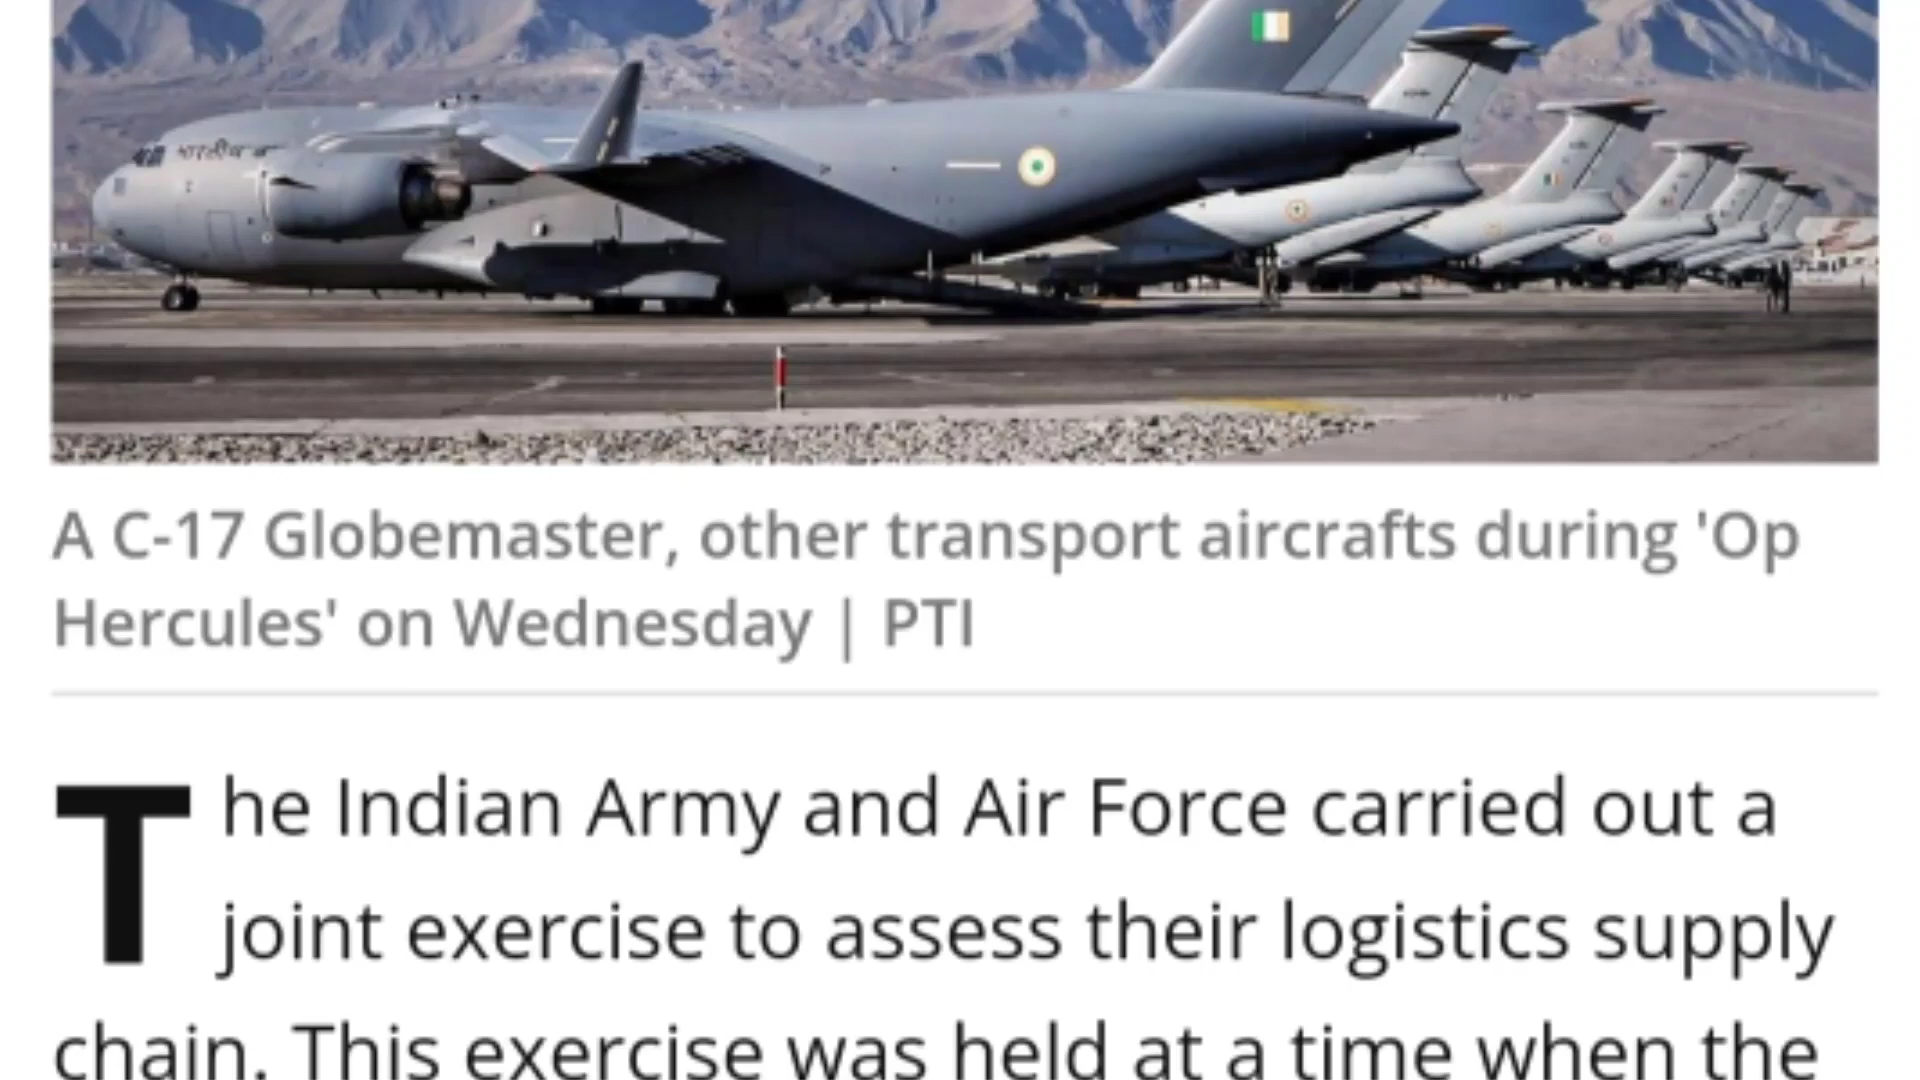 भारतीय
A C-17 Globemaster, other transport aircrafts during 'Op
Hercules' on Wednesday | PTI
The Indian Army and Air Force carried out a
joint exercise to assess their logistics supply
chain. This exercise was held at a time when the